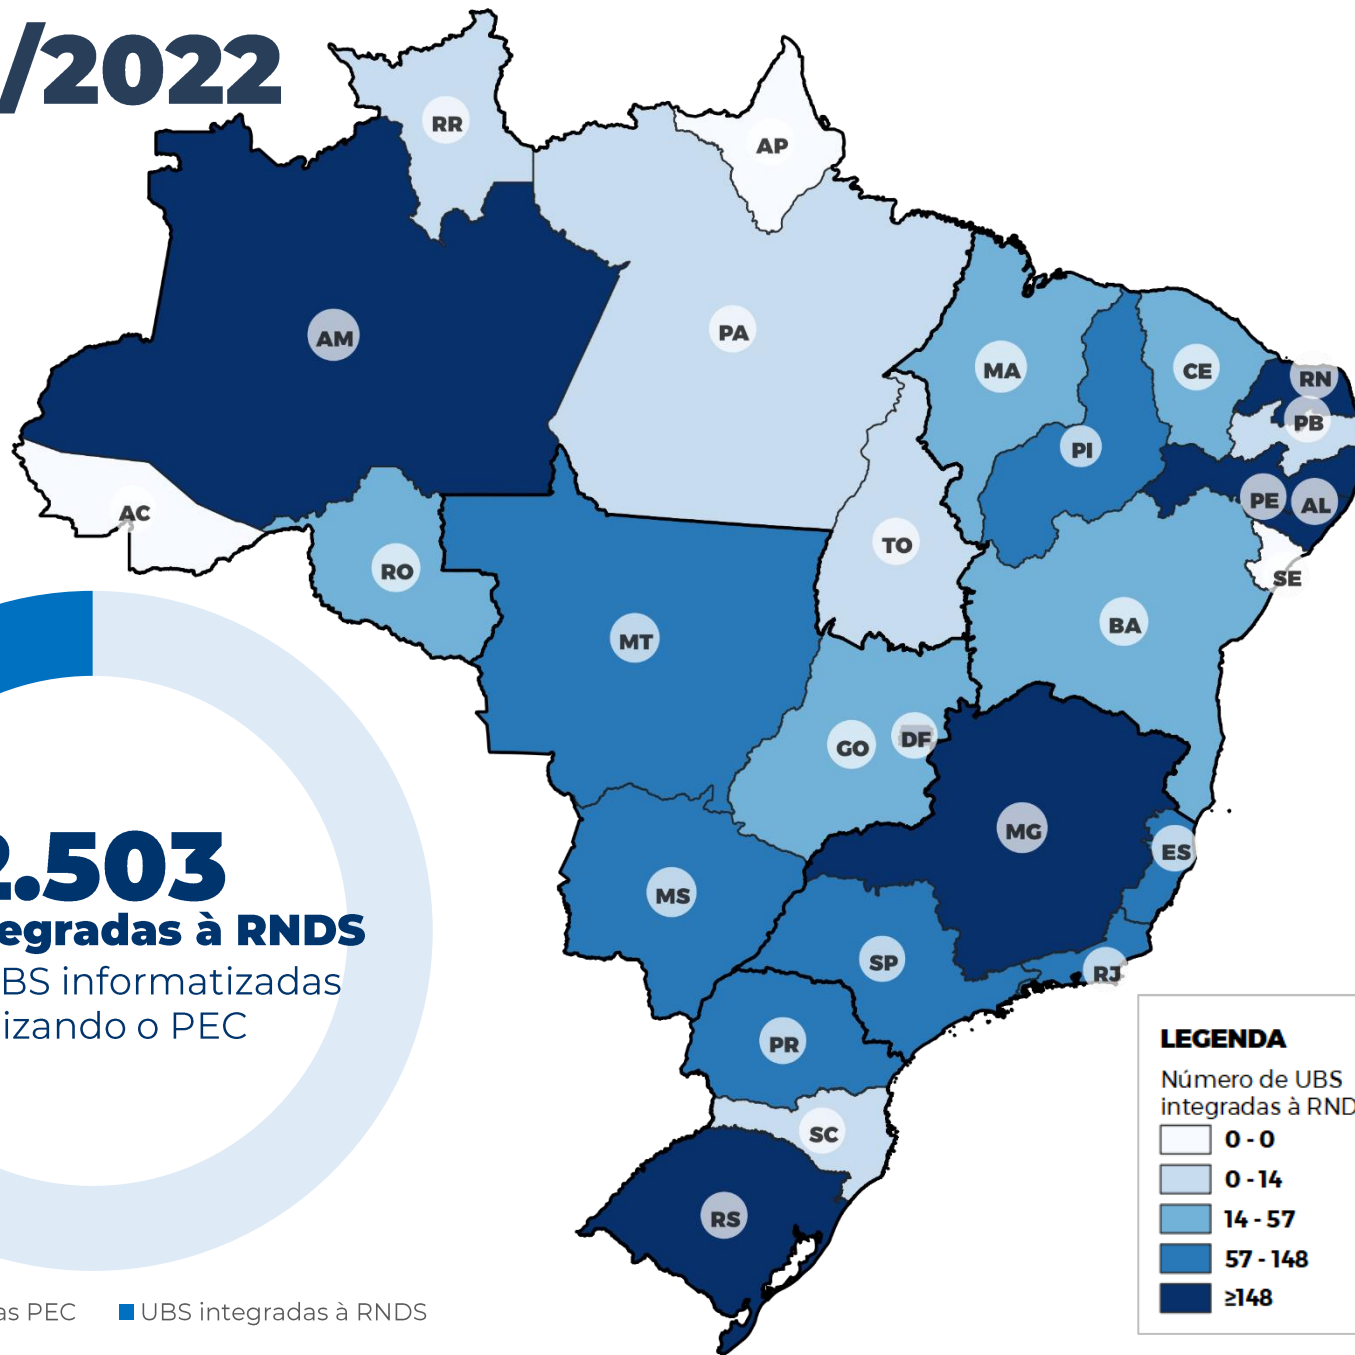 /2022
RR
AP
AM
PA
MA
CE
RN
PB
PI
PE
AL
AC
TO
RO
SE
BA
MT
GO
DF
MG
ES
MS
SP
RJ
PR
SC
RS
2.503
egradas à RNDS
BS informatizadas
izando o PEC
as PEC
UBS integradas à RNDS
LEGENDA
Número de UBS
integradas à RND
0 - 0
0 - 14
14 - 57
57 - 148
≥148